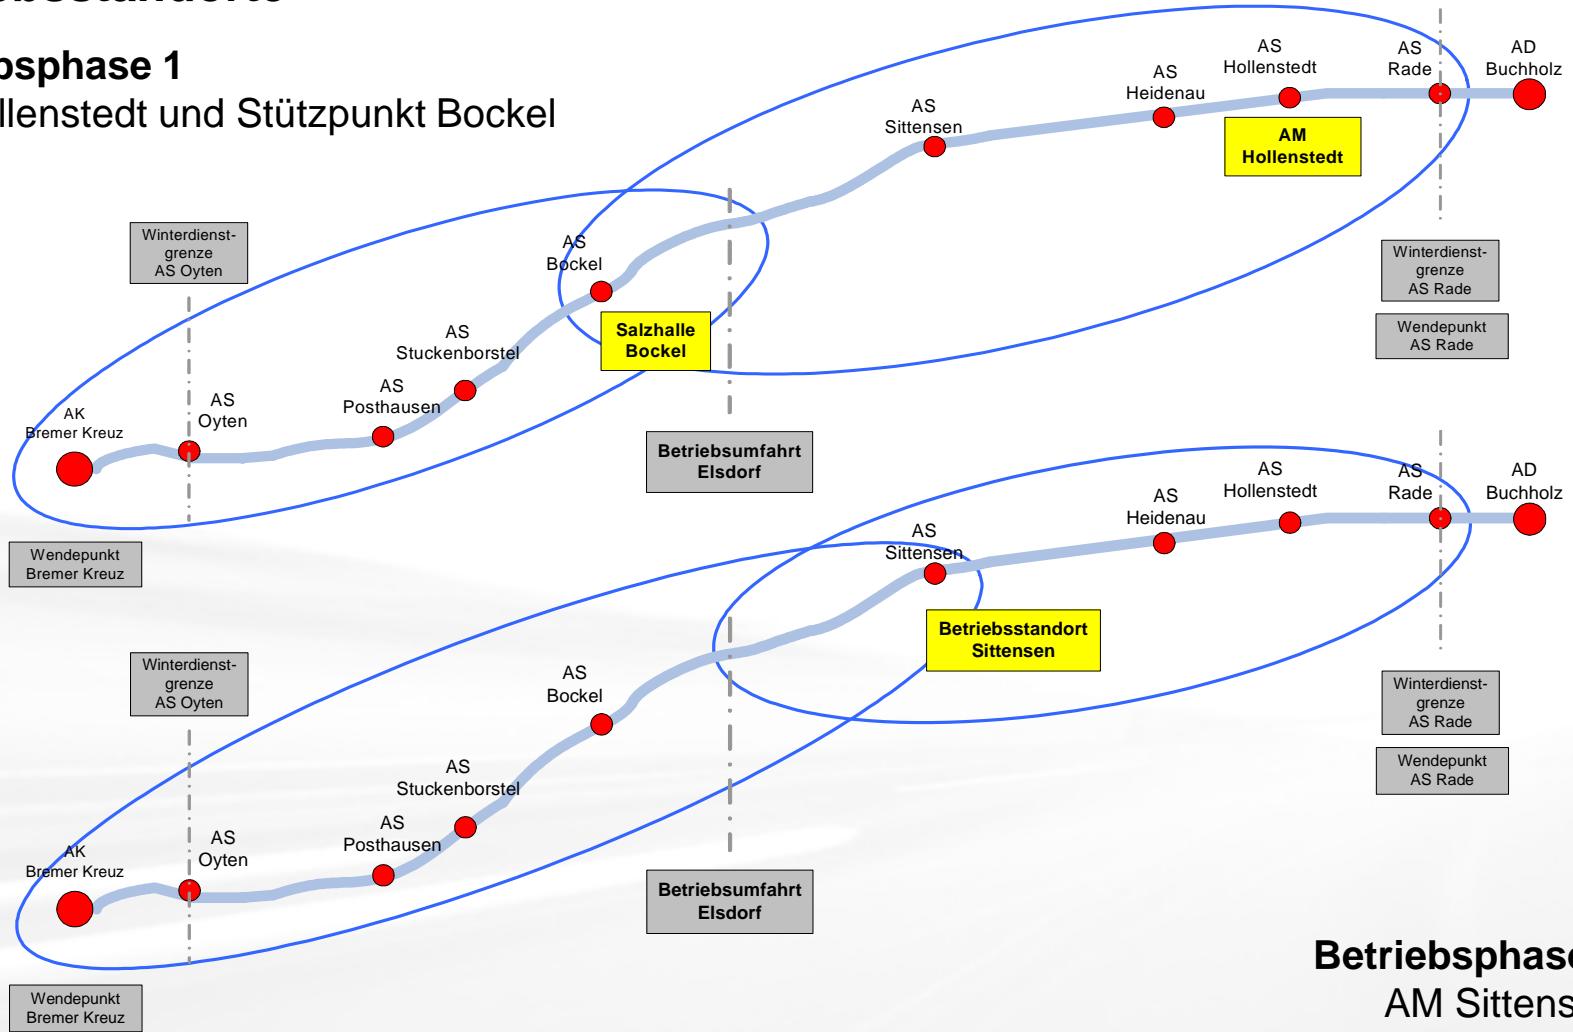 bsphase 1
llenstedt und Stützpunkt Bockel
AS
Hollenstedt
AS
Rade
AD
Buchholz
AS
Heidenau
AS
Sittensen
AM
Hollenstedt
Winterdienst-
grenze
AS Oyten
AS
Bockel
Winterdienst-
grenze
AS Rade
Salzhalle
Bockel
Wendepunkt
AS Rade
AS
Stuckenborstel
AS
Posthausen
AS
Oyten
AK
Bremer Kreuz
Betriebsumfahrt
Elsdorf
Wendepunkt
Bremer Kreuz
AS
Hollenstedt
AS
Rade
AD
Buchholz
AS
Heidenau
AS
Sittensen
Betriebsstandort
Sittensen
Winterdienst-
grenze
AS Oyten
AS
Bockel
Winterdienst-
grenze
AS Rade
Wendepunkt
AS Rade
AS
Stuckenborstel
AS
Posthausen
AS
Oyten
AK
Bremer Kreuz
Betriebsumfahrt
Elsdorf
Wendepunkt
Bremer Kreuz
Betriebsphase
AM Sittens